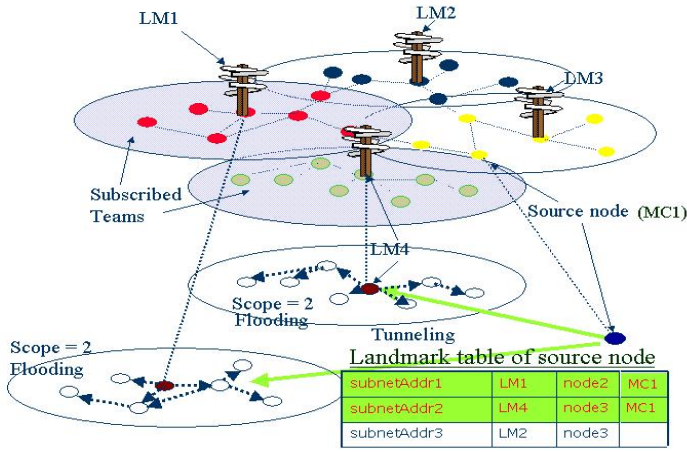 LM2
LM1
LM3
Subscribed
Teams
Source node (MC1)
LM4
Scope = 2
Flooding
Tunneling
Scope = 2
Flooding
Landmark table of source node
subnetAddr1 LM1 node2 MC1
subnetAddr2 LM4 node3 MC1
subnetAddr3 LM2 node3